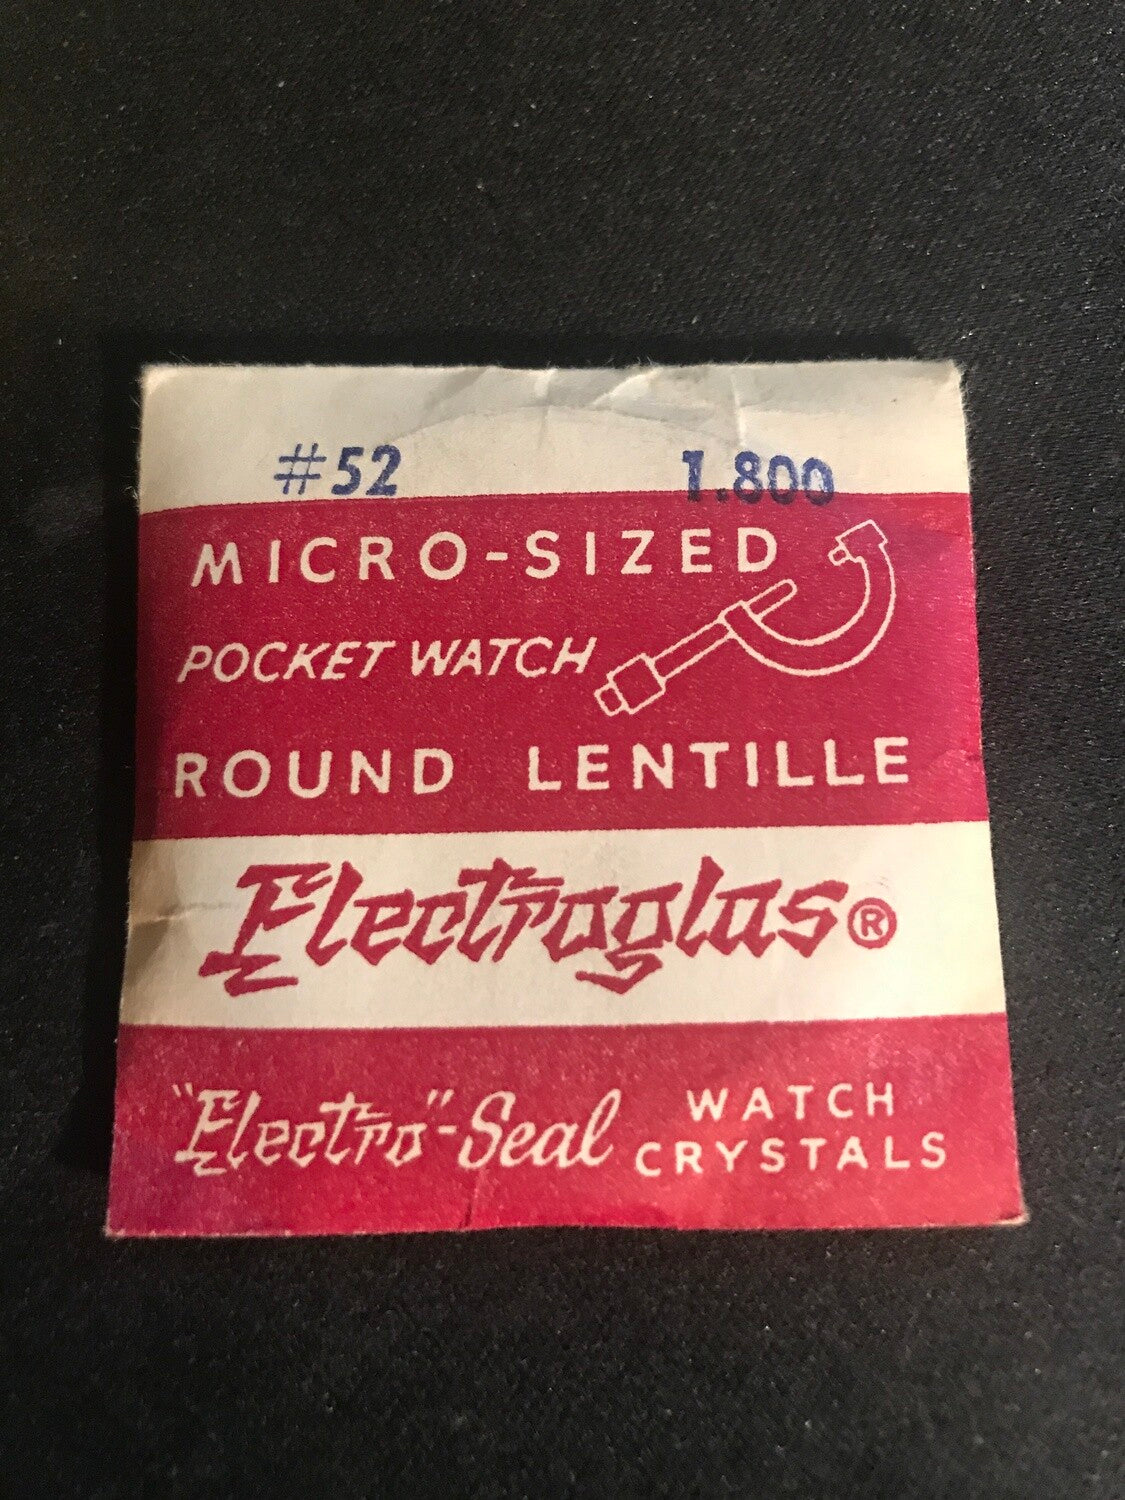 #52 1.800
MICRO-SIZED
POCKET WATCH
ROUND LENTILLE
Electroglas®
"Electro"-Seal WATCH CRYSTALS